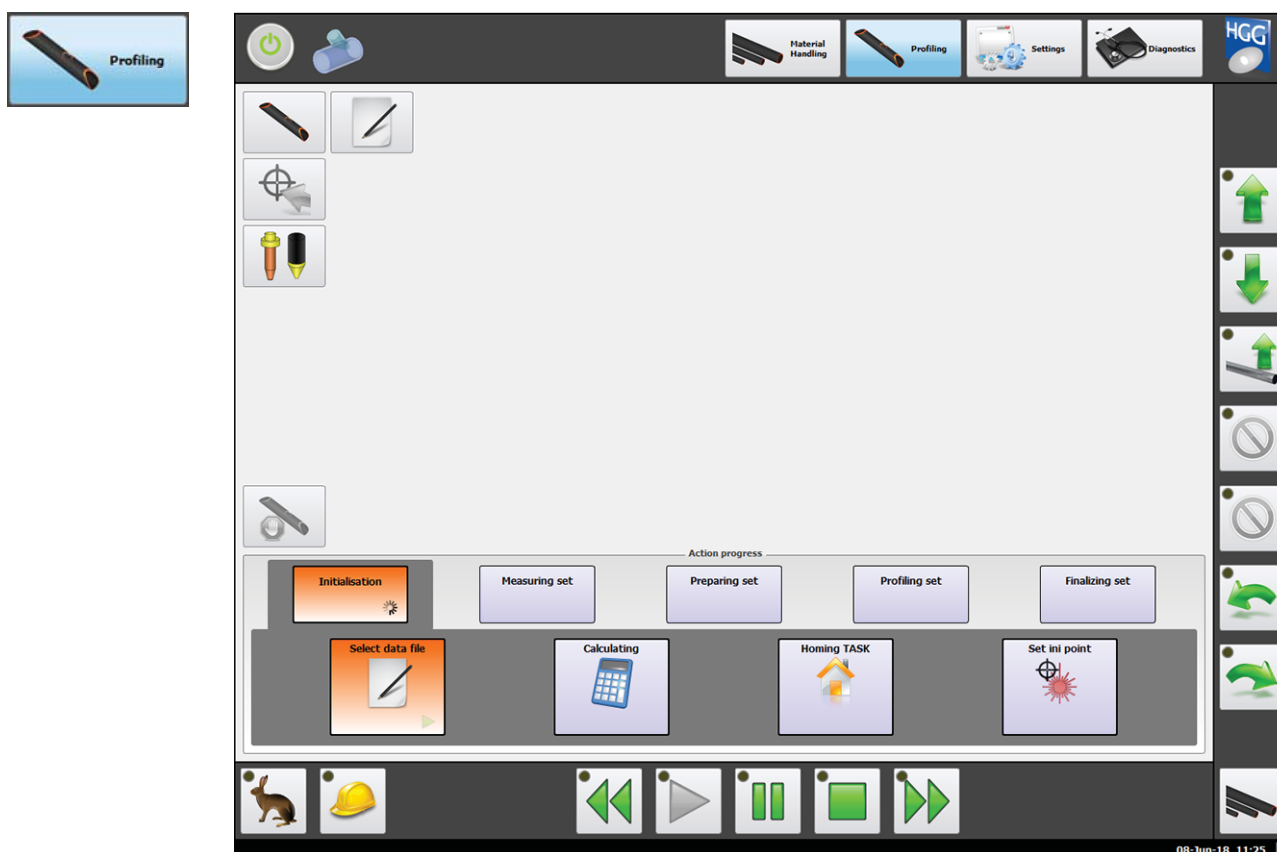 Profiling
Material
Handling
Profiling
Settings
Diagnostics
HGG
Action progress
Initialisation
Measuring set
Preparing set
Profiling set
Finalizing set
Select data file
Calculating
Homing TASK
Set ini point
08-Jun-18 11:25